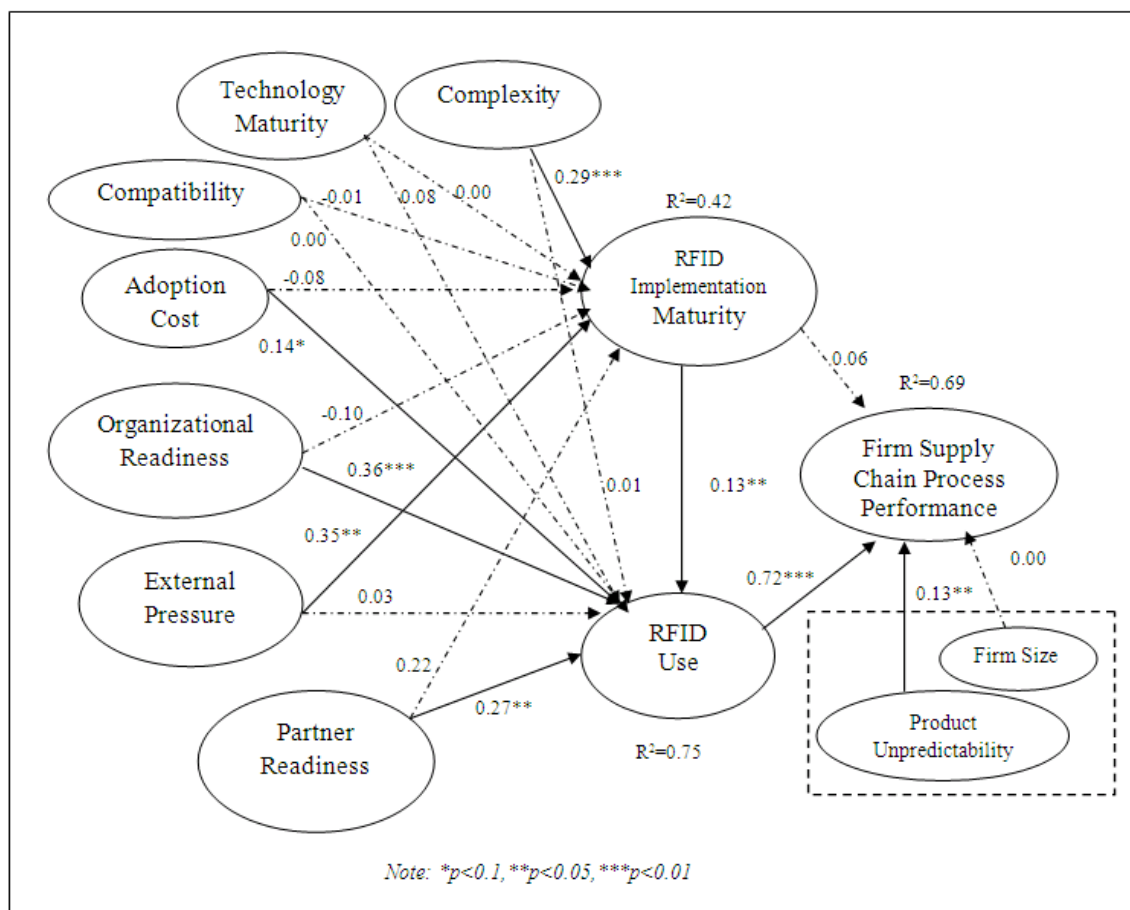 Technology
Maturity
Complexity
Compatibility
-0.01
0.08
0.00
0.29***
R²=0.42
0.00
Adoption
Cost
-0.08
RFID
Implementation
Maturity
0.14*
0.06
R²=0.69
Organizational
Readiness
-0.10
0.36***
0.01
0.13**
Firm Supply
Chain Process
Performance
0.35**
External
Pressure
0.03
0.72***
0.00
0.13**
RFID
Use
Firm Size
0.22
0.27**
Partner
Readiness
R²=0.75
Product
Unpredictability
Note: *p<0.1, **p<0.05, ***p<0.01